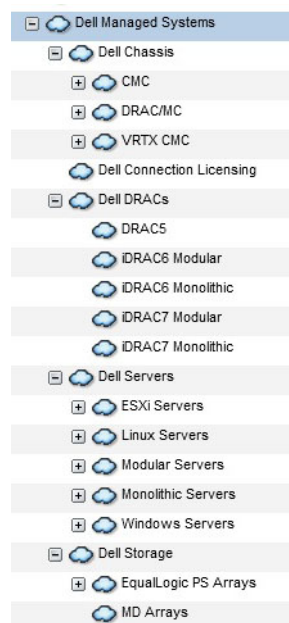 Dell Managed Systems
Dell Chassis
CMC
DRAC/MC
VRTX CMC
Dell Connection Licensing
Dell DRACs
DRAC5
iDRAC6 Modular
iDRAC6 Monolithic
iDRAC7 Modular
iDRAC7 Monolithic
Dell Servers
ESXi Servers
Linux Servers
Modular Servers
Monolithic Servers
Windows Servers
Dell Storage
EqualLogic PS Arrays
MD Arrays